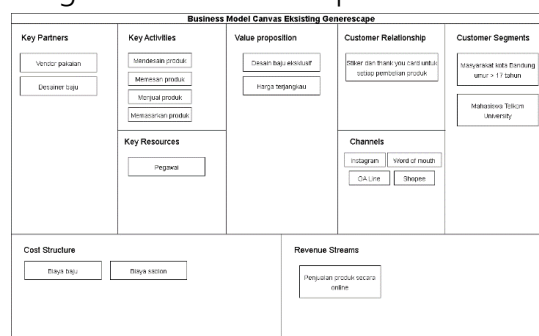 Business Model Canvas Eksisting Generescape
Key Partners
Vendor pakaian
Desainer baju
Key Activities
Mendesain produk
Memesan produk
Menjual produk
Memasarkan produk
Key Resources
Pegawai
Value proposition
Desain baju ekslusif
Harga terjangkau
Customer Relationship
Stiker dan thank you card untuk
setiap pembelian produk
Channels
Instagram
Word of mouth
OA Line
Shopee
Customer Segments
Masyarakat kota Bandung
umur > 17 tahun
Mahasiswa Telkom
University
Cost Structure
Biaya baju
Biaya sablon
Revenue Streams
Penjualan produk secara
online